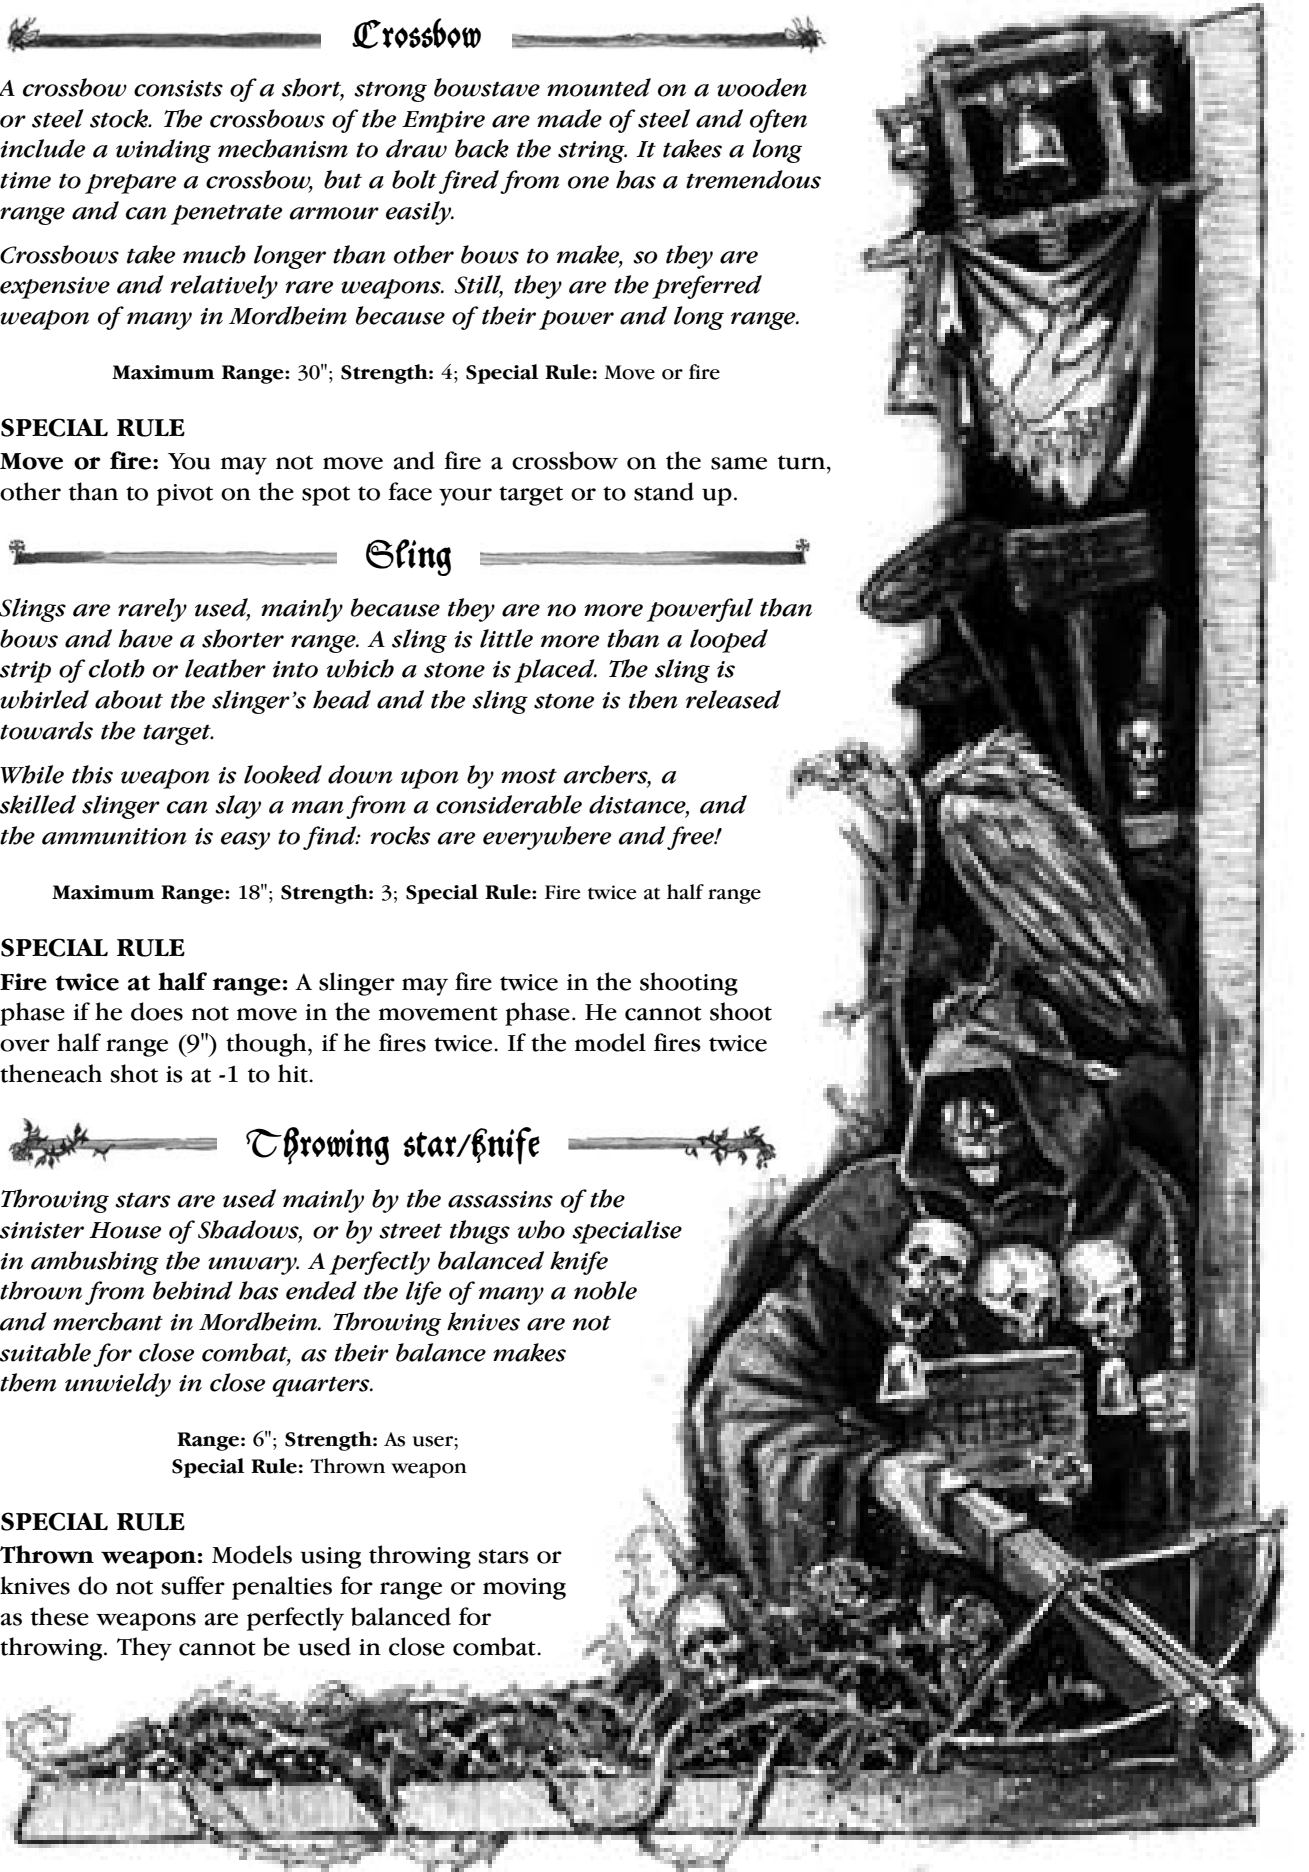 Crossbow
A crossbow consists of a short, strong bowstave mounted on a wooden
or steel stock. The crossbows of the Empire are made of steel and often
include a winding mechanism to draw back the string. It takes a long
time to prepare a crossbow, but a bolt fired from one has a tremendous
range and can penetrate armour easily.
Crossbows take much longer than other bows to make, so they are
expensive and relatively rare weapons. Still, they are the preferred
weapon of many in Mordheim because of their power and long range.
Maximum Range: 30"; Strength: 4; Special Rule: Move or fire
SPECIAL RULE
Move or fire: You may not move and fire a crossbow on the same turn,
other than to pivot on the spot to face your target or to stand up.
Sling
Slings are rarely used, mainly because they are no more powerful than
bows and have a shorter range. A sling is little more than a looped
strip of cloth or leather into which a stone is placed. The sling is
whirled about the slinger's head and the sling stone is then released
towards the target.
While this weapon is looked down upon by most archers, a
skilled slinger can slay a man from a considerable distance, and
the ammunition is easy to find: rocks are everywhere and free!
Maximum Range: 18"; Strength: 3; Special Rule: Fire twice at half range
SPECIAL RULE
Fire twice at half range: A slinger may fire twice in the shooting
phase if he does not move in the movement phase. He cannot shoot
over half range (9") though, if he fires twice. If the model fires twice
theneach shot is at -1 to hit.
Throwing star/knife
Throwing stars are used mainly by the assassins of the
sinister House of Shadows, or by street thugs who specialise
in ambushing the unwary. A perfectly balanced knife
thrown from behind has ended the life of many a noble
and merchant in Mordheim. Throwing knives are not
suitable for close combat, as their balance makes
them unwieldy in close quarters.
Range: 6"; Strength: As user;
Special Rule: Thrown weapon
SPECIAL RULE
Thrown weapon: Models using throwing stars or
knives do not suffer penalties for range or moving
as these weapons are perfectly balanced for
throwing. They cannot be used in close combat.